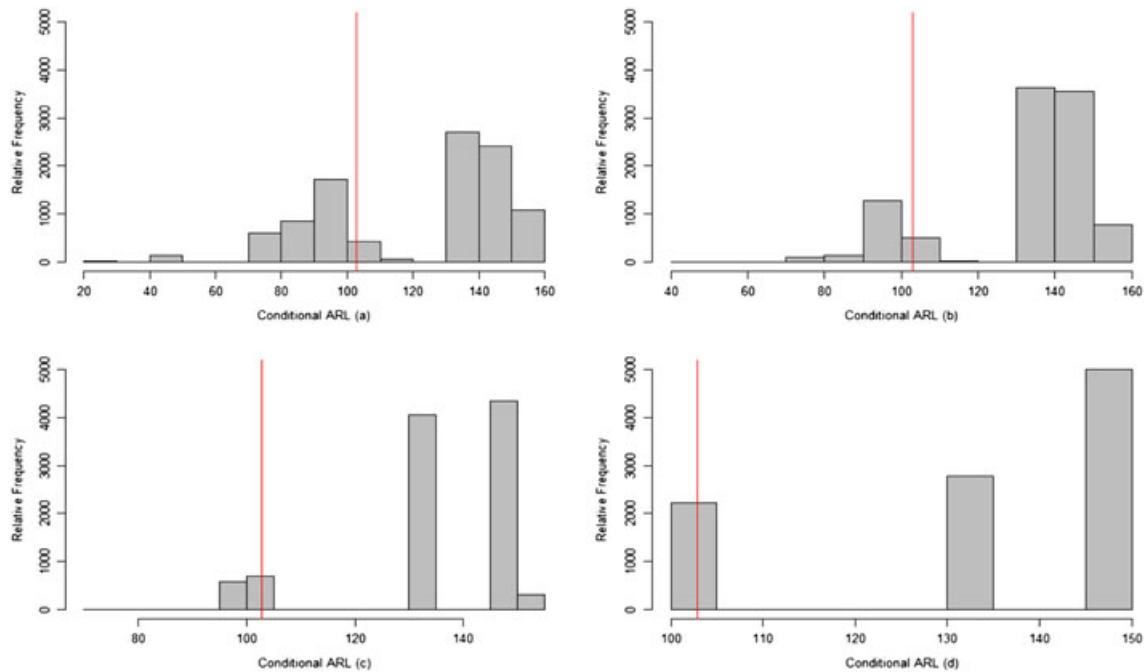 Relative Frequency
0 1000 2000 3000 4000 5000
20 40 60 80 100 120 140 160
Conditional ARL (a)
Relative Frequency
0 1000 2000 3000 4000 5000
40 60 80 100 120 140 160
Conditional ARL (b)
Relative Frequency
0 1000 2000 3000 4000 5000
80 100 120 140
Conditional ARL (c)
Relative Frequency
0 1000 2000 3000 4000 5000
100 110 120 130 140 150
Conditional ARL (d)